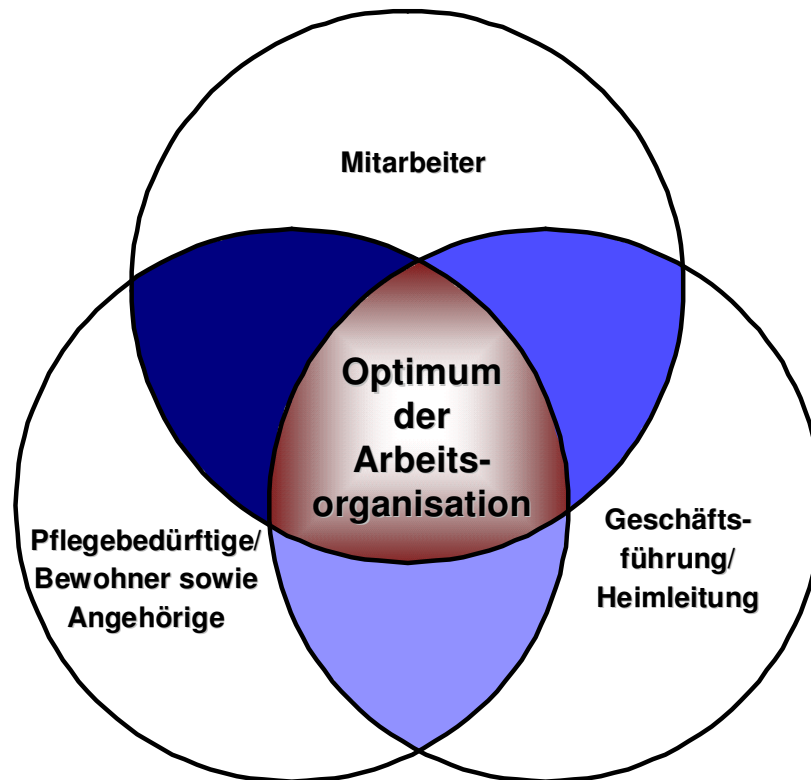 Mitarbeiter
Optimum
der
Arbeits-
organisation
Pflegebedürftige/
Bewohner sowie
Angehörige
Geschäfts-
führung/
Heimleitung